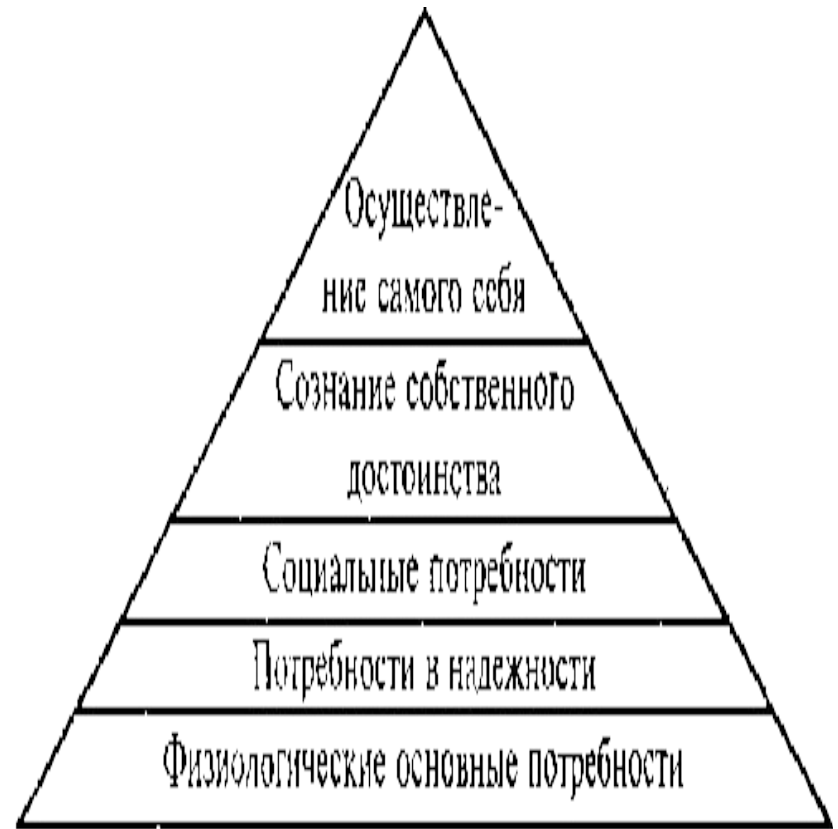 Осуществле-
ние самого себя
Сознание собственного
достоинства
Социальные потребности
Потребности в надежности
Физиологические основные потребности